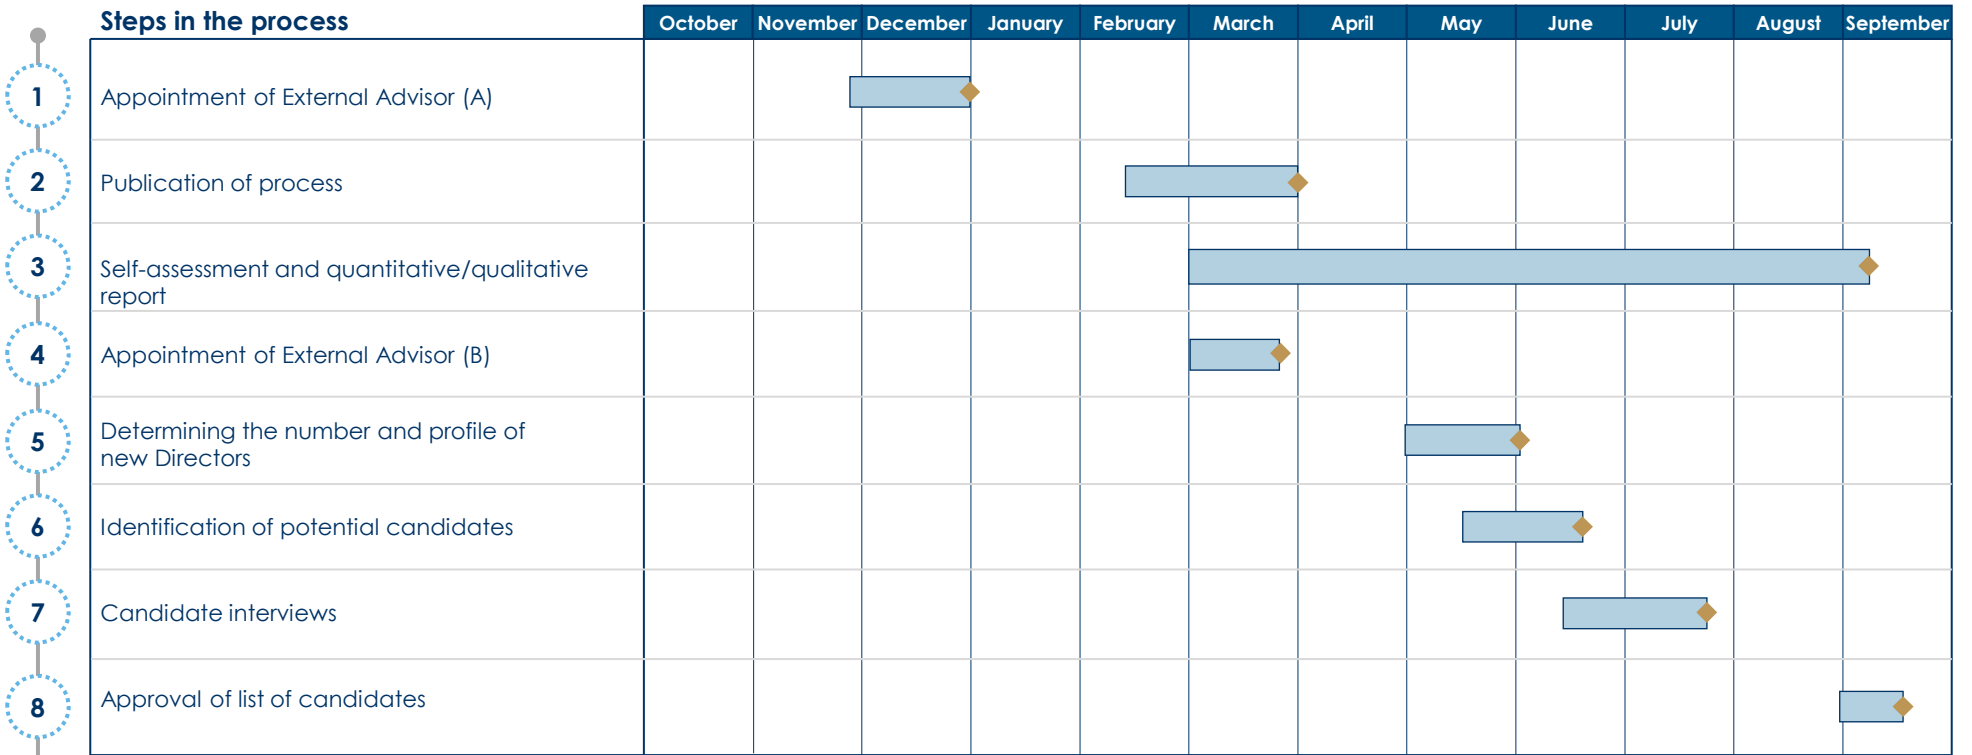 Steps in the process
October November December January February March April May June July August September
1 Appointment of External Advisor (A)
2 Publication of process
3 Self-assessment and quantitative/qualitative
report
4 Appointment of External Advisor (B)
5 Determining the number and profile of
new Directors
6 Identification of potential candidates
7 Candidate interviews
8 Approval of list of candidates